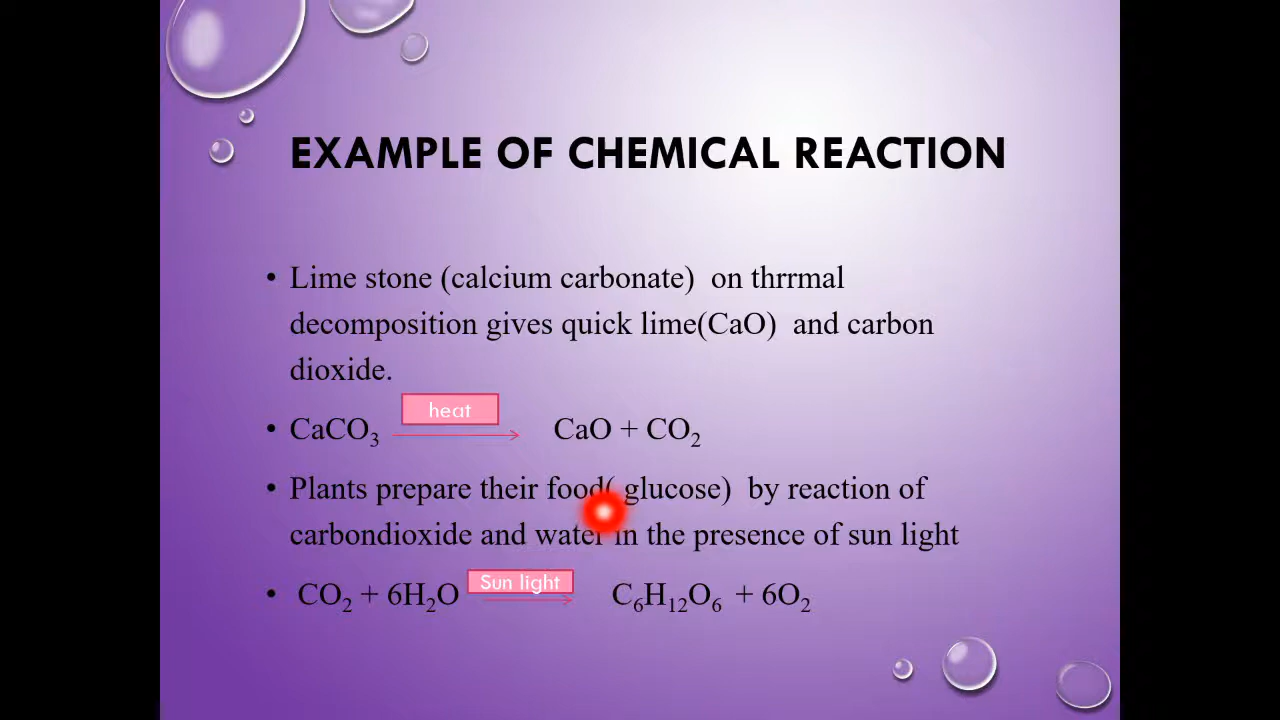 EXAMPLE OF CHEMICAL REACTION
• Lime stone (calcium carbonate) on thrrmal
decomposition gives quick lime(CaO) and carbon
dioxide.
heat
• CaCO₃ CaO + CO₂
• Plants prepare their food( glucose) by reaction of
carbondioxide and water in the presence of sun light
Sun light
• CO₂ + 6H₂O C₆H₁₂O₆ + 6O₂